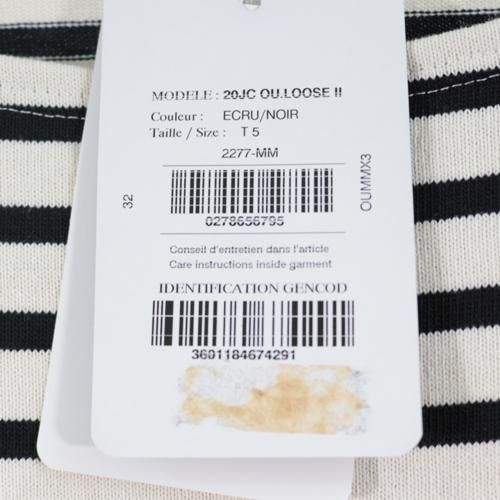 MODELE : 20JC OU.LOOSE II
Couleur : ECRU/NOIR
Taille / Size : T 5
2277-MM
32
OUMMX3
0278656795
Conseil d'entretien dans l'article
Care instructions inside garment
IDENTIFICATION GENCOD
3601184674291